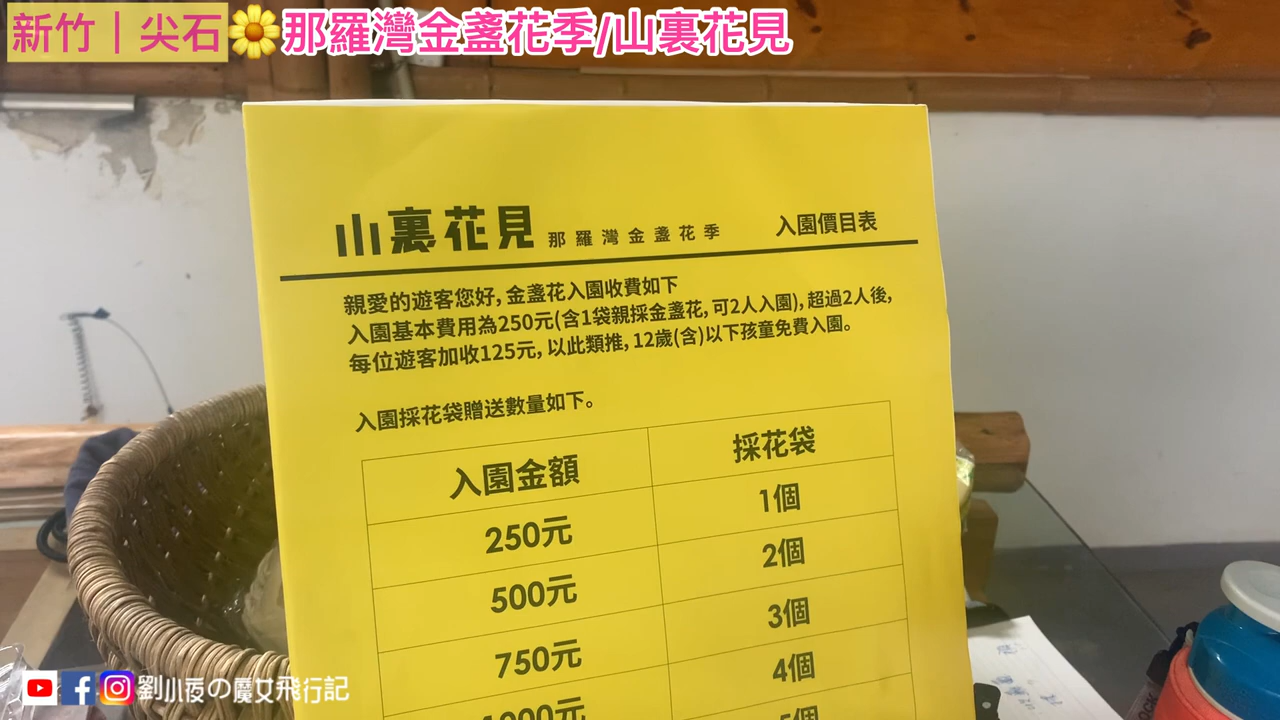 新竹｜尖石🌼那羅灣金盞花季/山裏花見
山裏花見 那羅灣金盞花季 入園價目表
親愛的遊客您好, 金盞花入園收費如下
入園基本費用為250元(含1袋親採金盞花, 可2人入園), 超過2人後,
每位遊客加收125元, 以此類推, 12歲(含)以下孩童免費入園。
入園採花袋贈送數量如下。
入園金額 採花袋
250元 1個
500元 2個
750元 3個
1000元 4個
5個
劉小夜の魔女飛行記